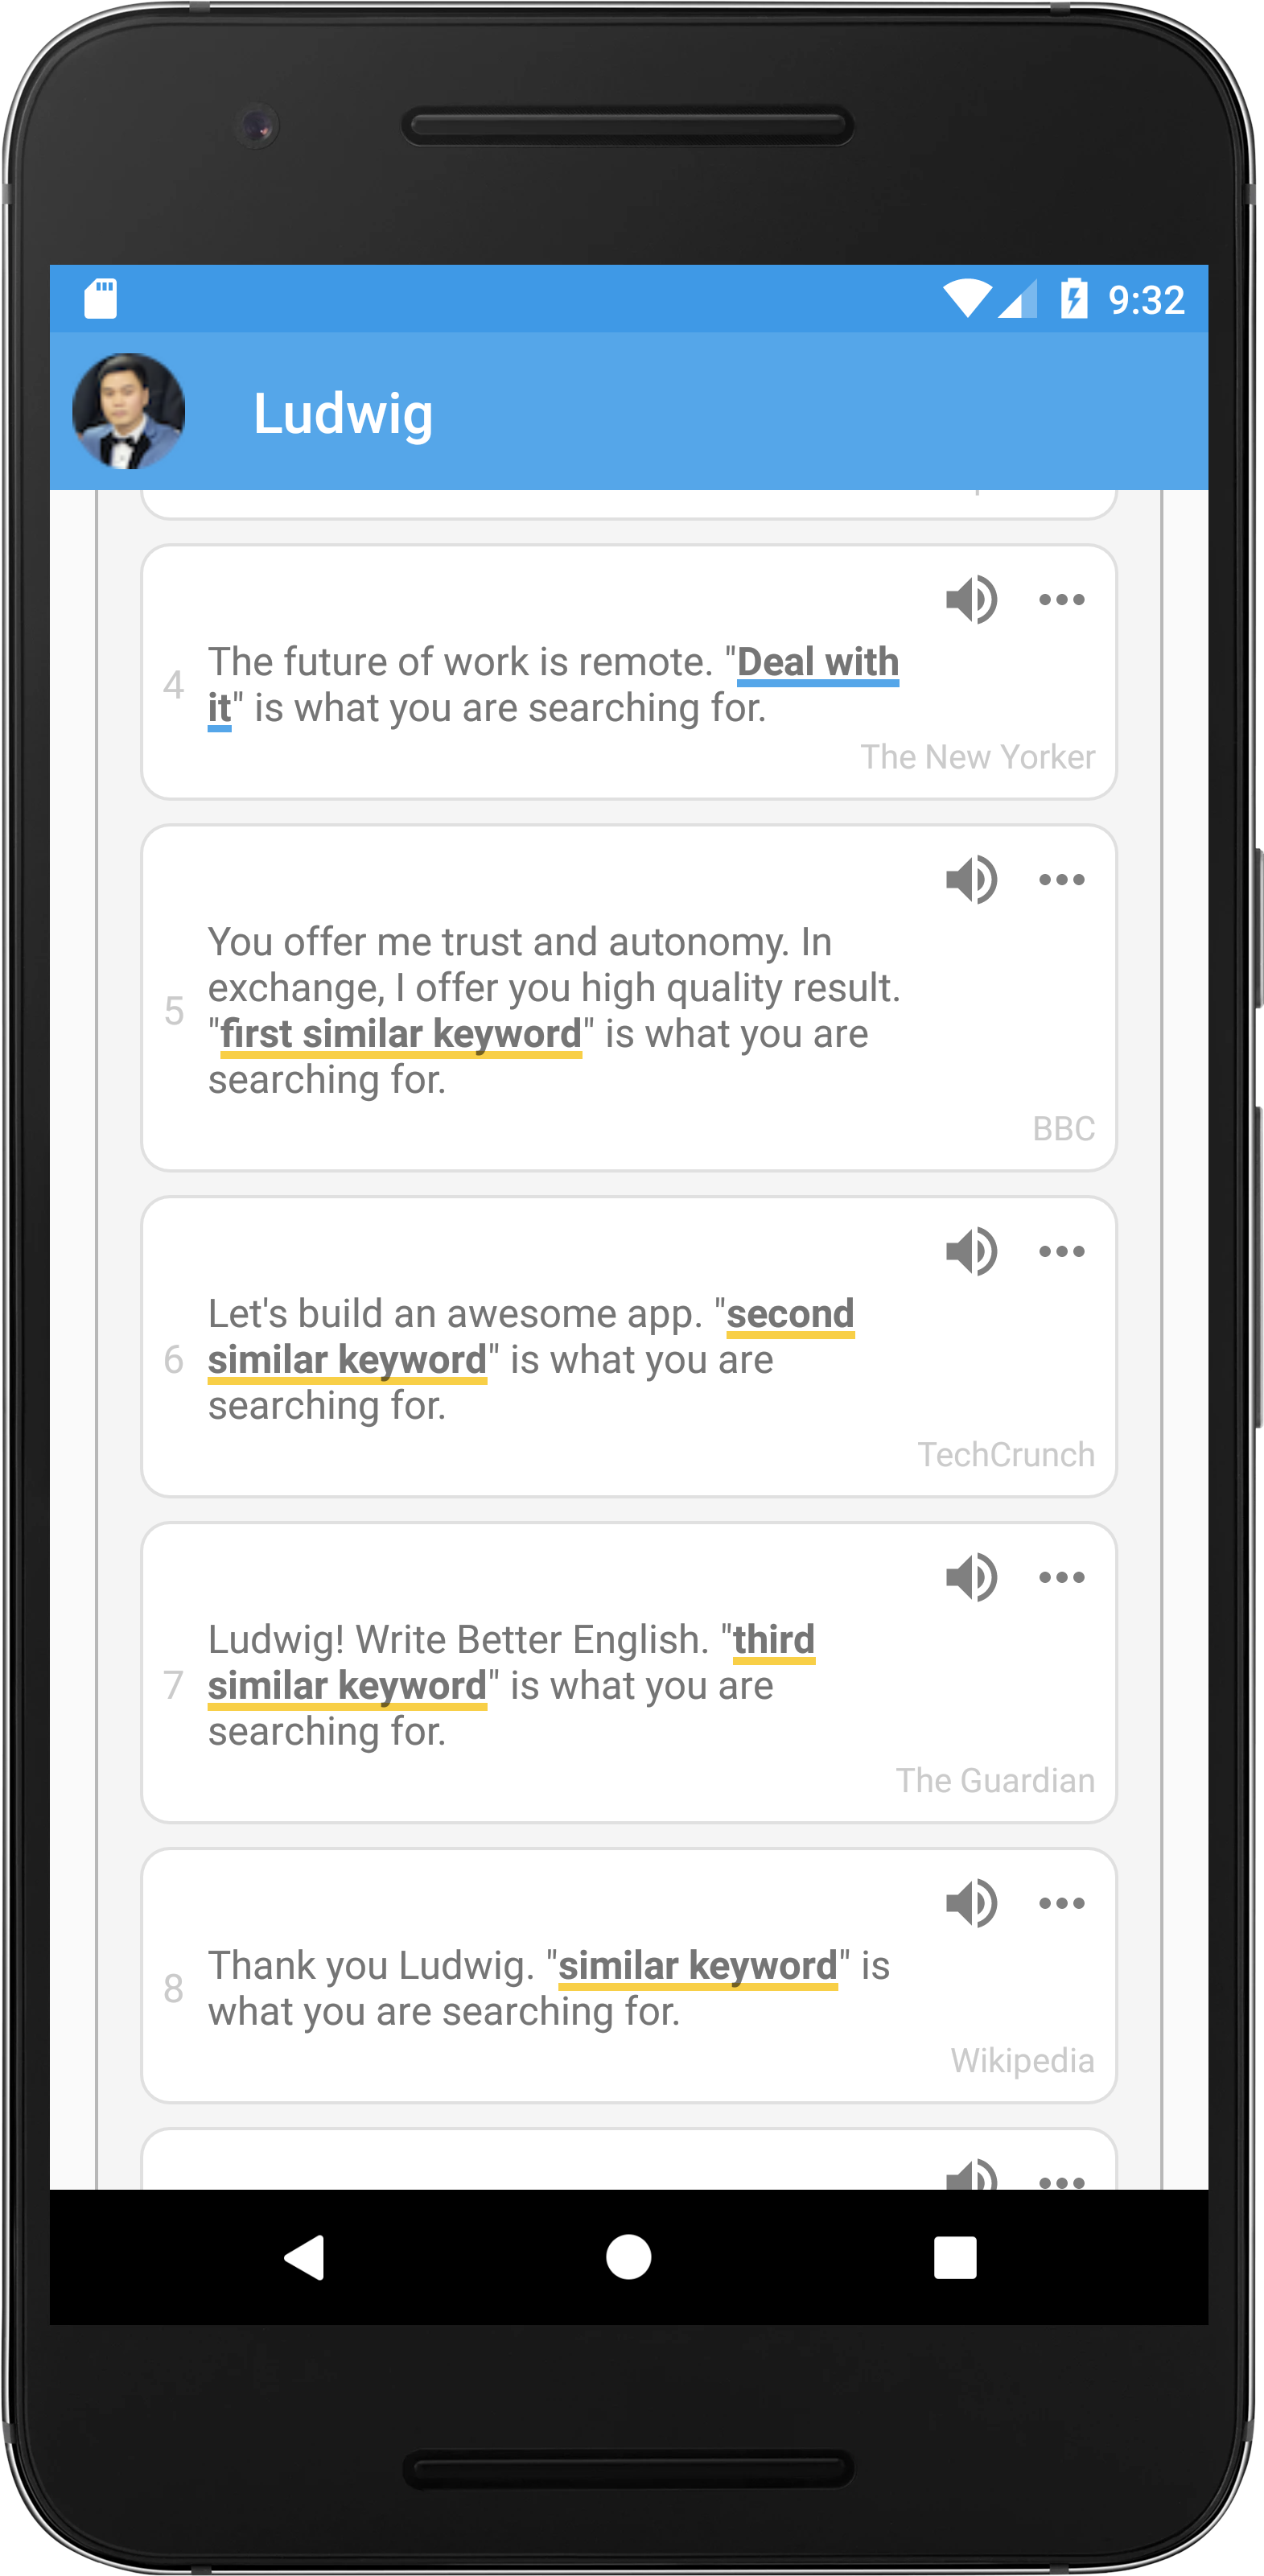 9:32
Ludwig
4
The future of work is remote. "Deal with
it" is what you are searching for.
The New Yorker
5
You offer me trust and autonomy. In
exchange, I offer you high quality result.
"first similar keyword" is what you are
searching for.
BBC
6
Let's build an awesome app. "second
similar keyword" is what you are
searching for.
TechCrunch
7
Ludwig! Write Better English. "third
similar keyword" is what you are
searching for.
The Guardian
8
Thank you Ludwig. "similar keyword" is
what you are searching for.
Wikipedia